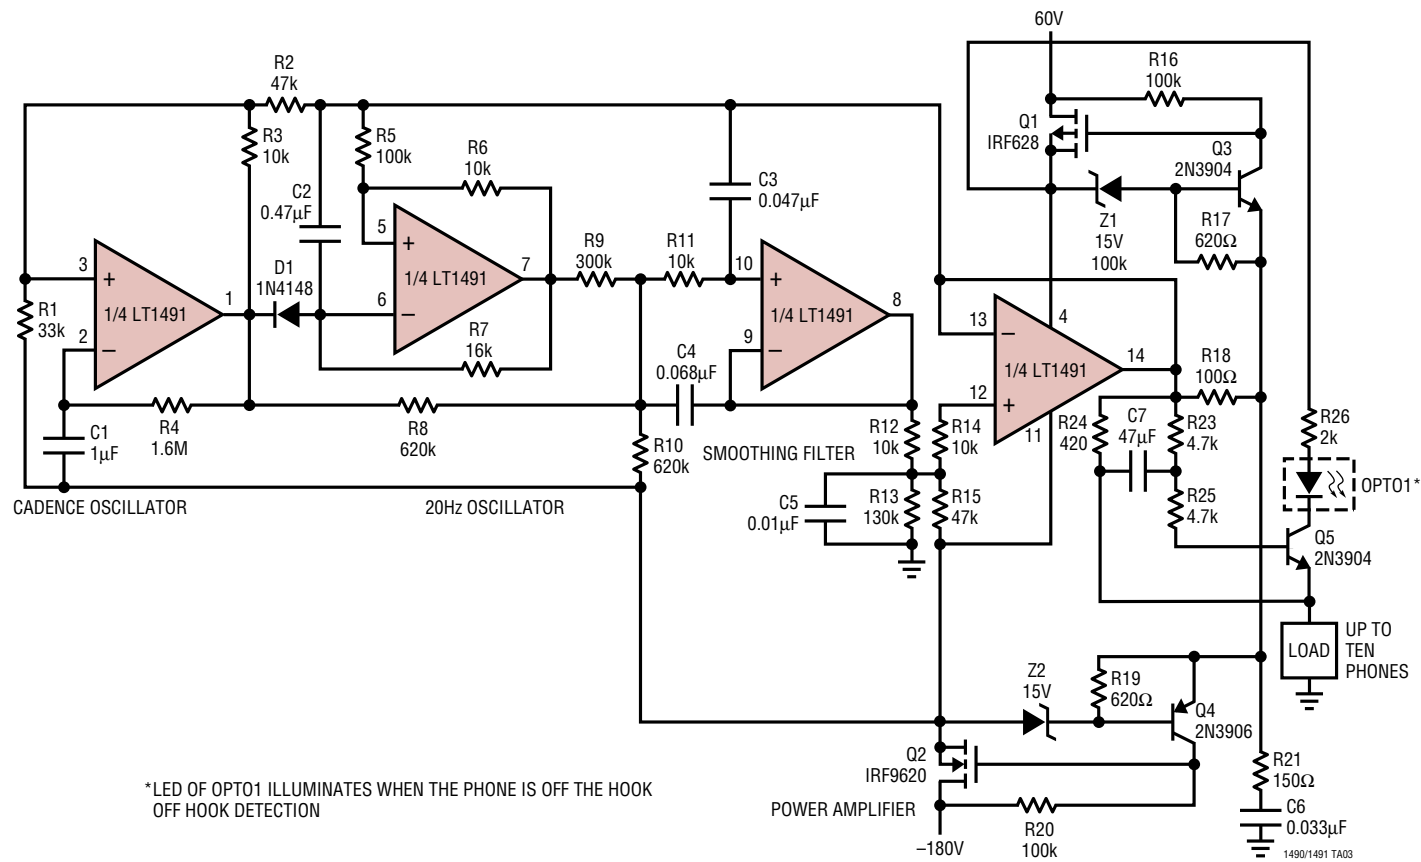 60V
R16
100k
R2
47k
Q1
IRF628
R3
10k
R5
100k
R6
10k
Q3
2N3904
C2
0.47µF
C3
0.047µF
Z1
15V
100k
R17
620Ω
5
+
3
+
D1
1N4148
1/4 LT1491
7
R9
300k
R11
10k
10
+
1
6
−
8
R1
33k
1/4 LT1491
1/4 LT1491
2
−
R7
16k
9
−
13
−
4
1/4 LT1491
14
R18
100Ω
C4
0.068µF
12
+
11
R4
1.6M
R8
620k
C1
1µF
R10
620k
SMOOTHING FILTER
R12
10k
R14
10k
R24
420
C7
47µF
R23
4.7k
R26
2k
OPTO1*
CADENCE OSCILLATOR
20Hz OSCILLATOR
C5
0.01µF
R13
130k
R15
47k
R25
4.7k
Q5
2N3904
LOAD
UP TO
TEN
PHONES
Z2
15V
R19
620Ω
Q4
2N3906
Q2
IRF9620
R21
150Ω
*LED OF OPTO1 ILLUMINATES WHEN THE PHONE IS OFF THE HOOK
OFF HOOK DETECTION
POWER AMPLIFIER
C6
0.033µF
R20
100k
–180V
1490/1491 TA03